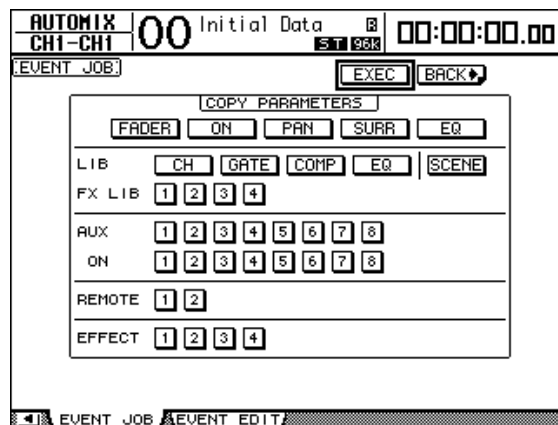 AUTOMIX
CH1-CH1
00 Initial Data R
ST 96k
00:00:00.00
EVENT JOB
EXEC BACK
COPY PARAMETERS
FADER ON PAN SURR EQ
LIB CH GATE COMP EQ SCENE
FX LIB 1 2 3 4
AUX 1 2 3 4 5 6 7 8
ON 1 2 3 4 5 6 7 8
REMOTE 1 2
EFFECT 1 2 3 4
EVENT JOB EVENT EDIT